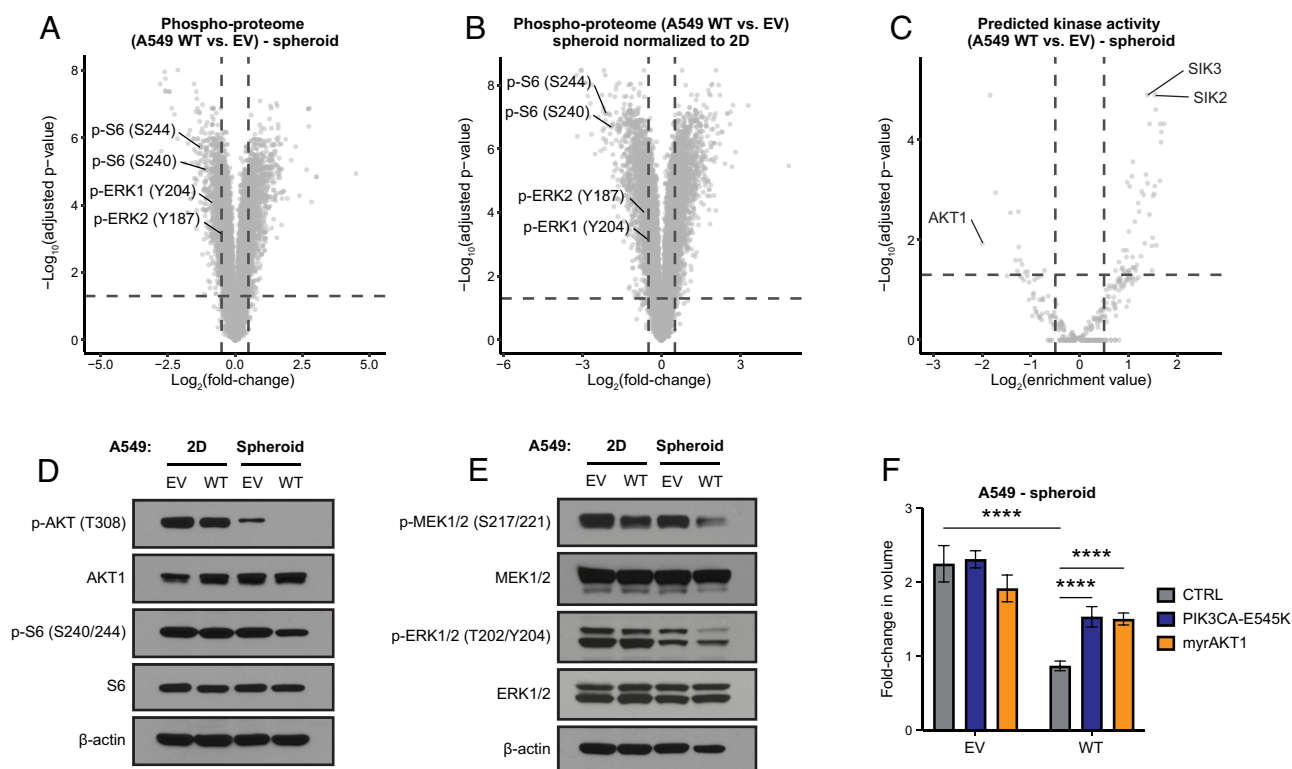 A
Phospho-proteome
(A549 WT vs. EV) - spheroid
8
6
4
2
0
−Log10(adjusted p−value)
p-S6 (S244)
p-S6 (S240)
p-ERK1 (Y204)
p-ERK2 (Y187)
−5.0
−2.5
0.0
2.5
5.0
Log2(fold-change)
B
Phospho-proteome (A549 WT vs. EV)
spheroid normalized to 2D
8
6
4
2
0
−Log10(adjusted p−value)
p-S6 (S244)
p-S6 (S240)
p-ERK2 (Y187)
p-ERK1 (Y204)
−6
−3
0
3
6
Log2(fold-change)
C
Predicted kinase activity
(A549 WT vs. EV) - spheroid
4
2
0
−Log10(adjusted p−value)
SIK3
SIK2
AKT1
−3
−2
−1
0
1
2
Log2(enrichment value)
D
A549:
2D
Spheroid
EV
WT
EV
WT
p-AKT (T308)
AKT1
p-S6 (S240/244)
S6
β-actin
E
A549:
2D
Spheroid
EV
WT
EV
WT
p-MEK1/2 (S217/221)
MEK1/2
p-ERK1/2 (T202/Y204)
ERK1/2
β-actin
F
A549 - spheroid
3
2
1
0
Fold-change in volume
****
****
****
EV
WT
CTRL
PIK3CA-E545K
myrAKT1